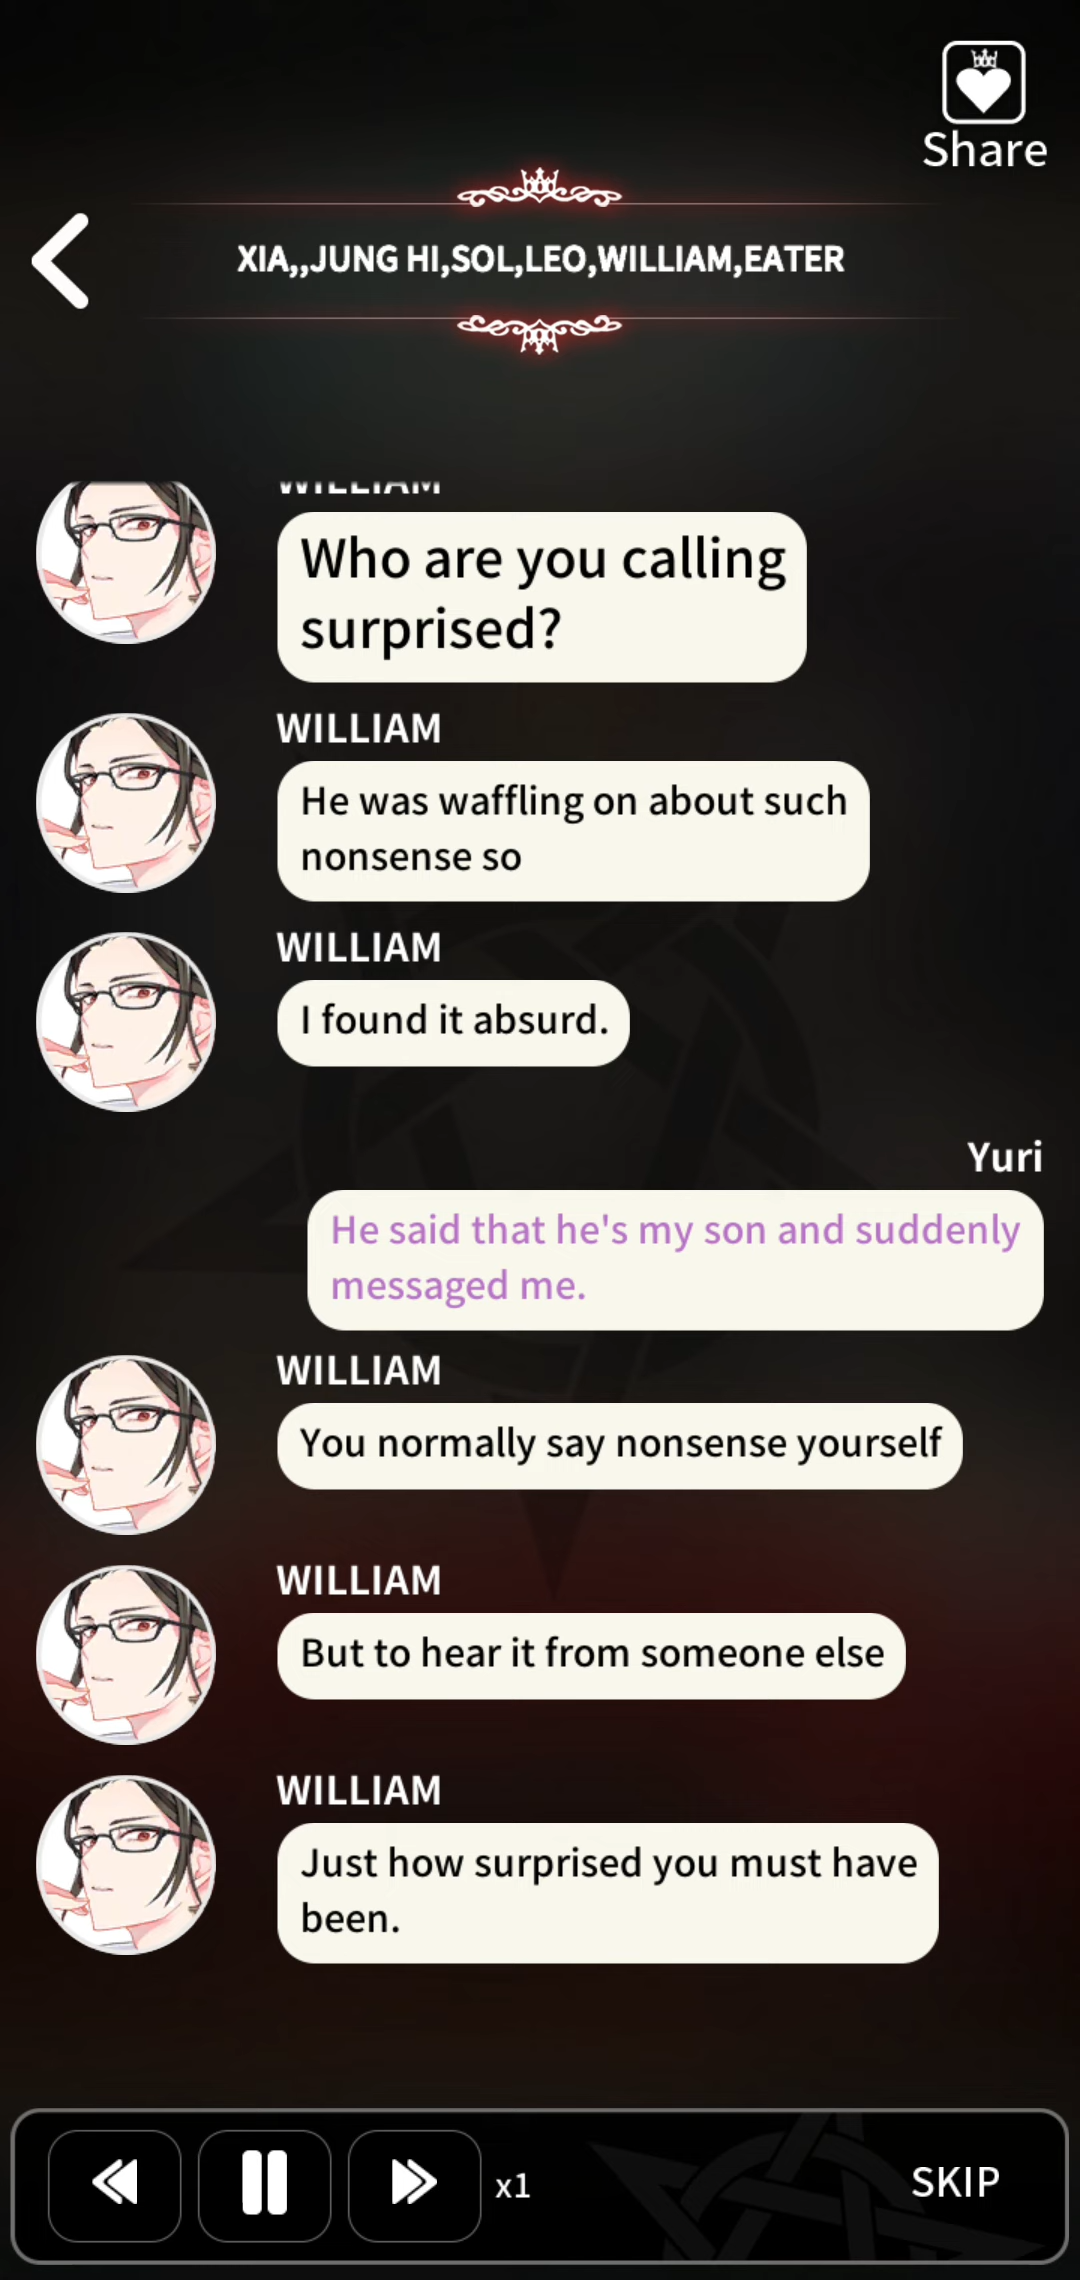 Share
XIA,,JUNG HI,SOL,LEO,WILLIAM,EATER
WILLIAM
Who are you calling
surprised?
WILLIAM
He was waffling on about such
nonsense so
WILLIAM
I found it absurd.
Yuri
He said that he's my son and suddenly
messaged me.
WILLIAM
You normally say nonsense yourself
WILLIAM
But to hear it from someone else
WILLIAM
Just how surprised you must have
been.
x1
SKIP